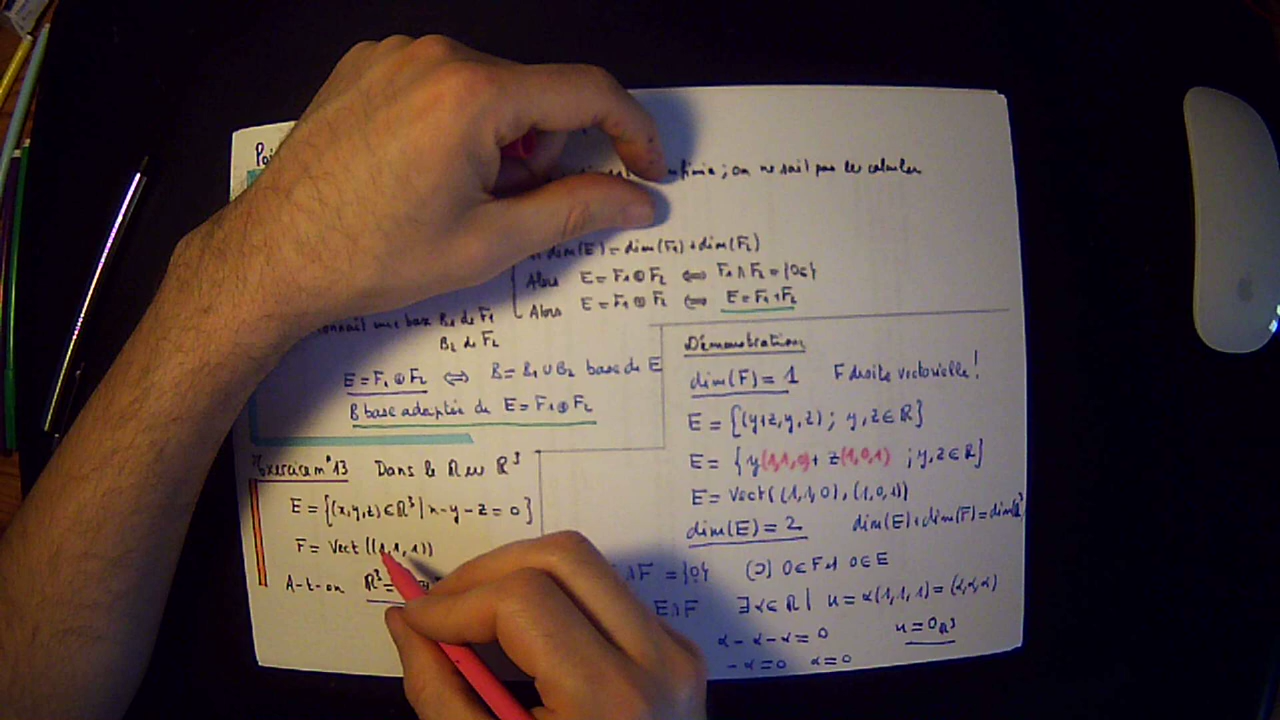 ; on ne sait pas les calculer
dim(E) = dim(F₁) + dim(F₂)
Alors E = F₁ ⊕ F₂ ⇔ F₁ ∩ F₂ = {0E}
Alors E = F₁ ⊕ F₂ ⇔ E = F₁ + F₂
une base B₁ de F₁
B₂ de F₂
E = F₁ ⊕ F₂ ⇔ B = B₁ ∪ B₂ base de E
B base adaptée de E = F₁ ⊕ F₂
Exercice n°13 Dans le R ev R³
E = {(x,y,z) ∈ R³ | x-y-z = 0}
F = Vect((1,1,1))
A-t-on R³ =
Démonstration
dim(F) = 1 F droite vectorielle!
E = {(y+z,y,z) ; y,z ∈ R}
E = {y(1,1,0) + z(1,0,1) ; y,z ∈ R}
E = Vect((1,1,0),(1,0,1))
dim(E) = 2 dim(E) + dim(F) = dim(R³)
∩F = {0} (⊃) 0 ∈ F et 0 ∈ E
E∩F ∃ α ∈ R | u = α(1,1,1) = (α,α,α)
α - α - α = 0 u = 0R³
-α = 0 α = 0